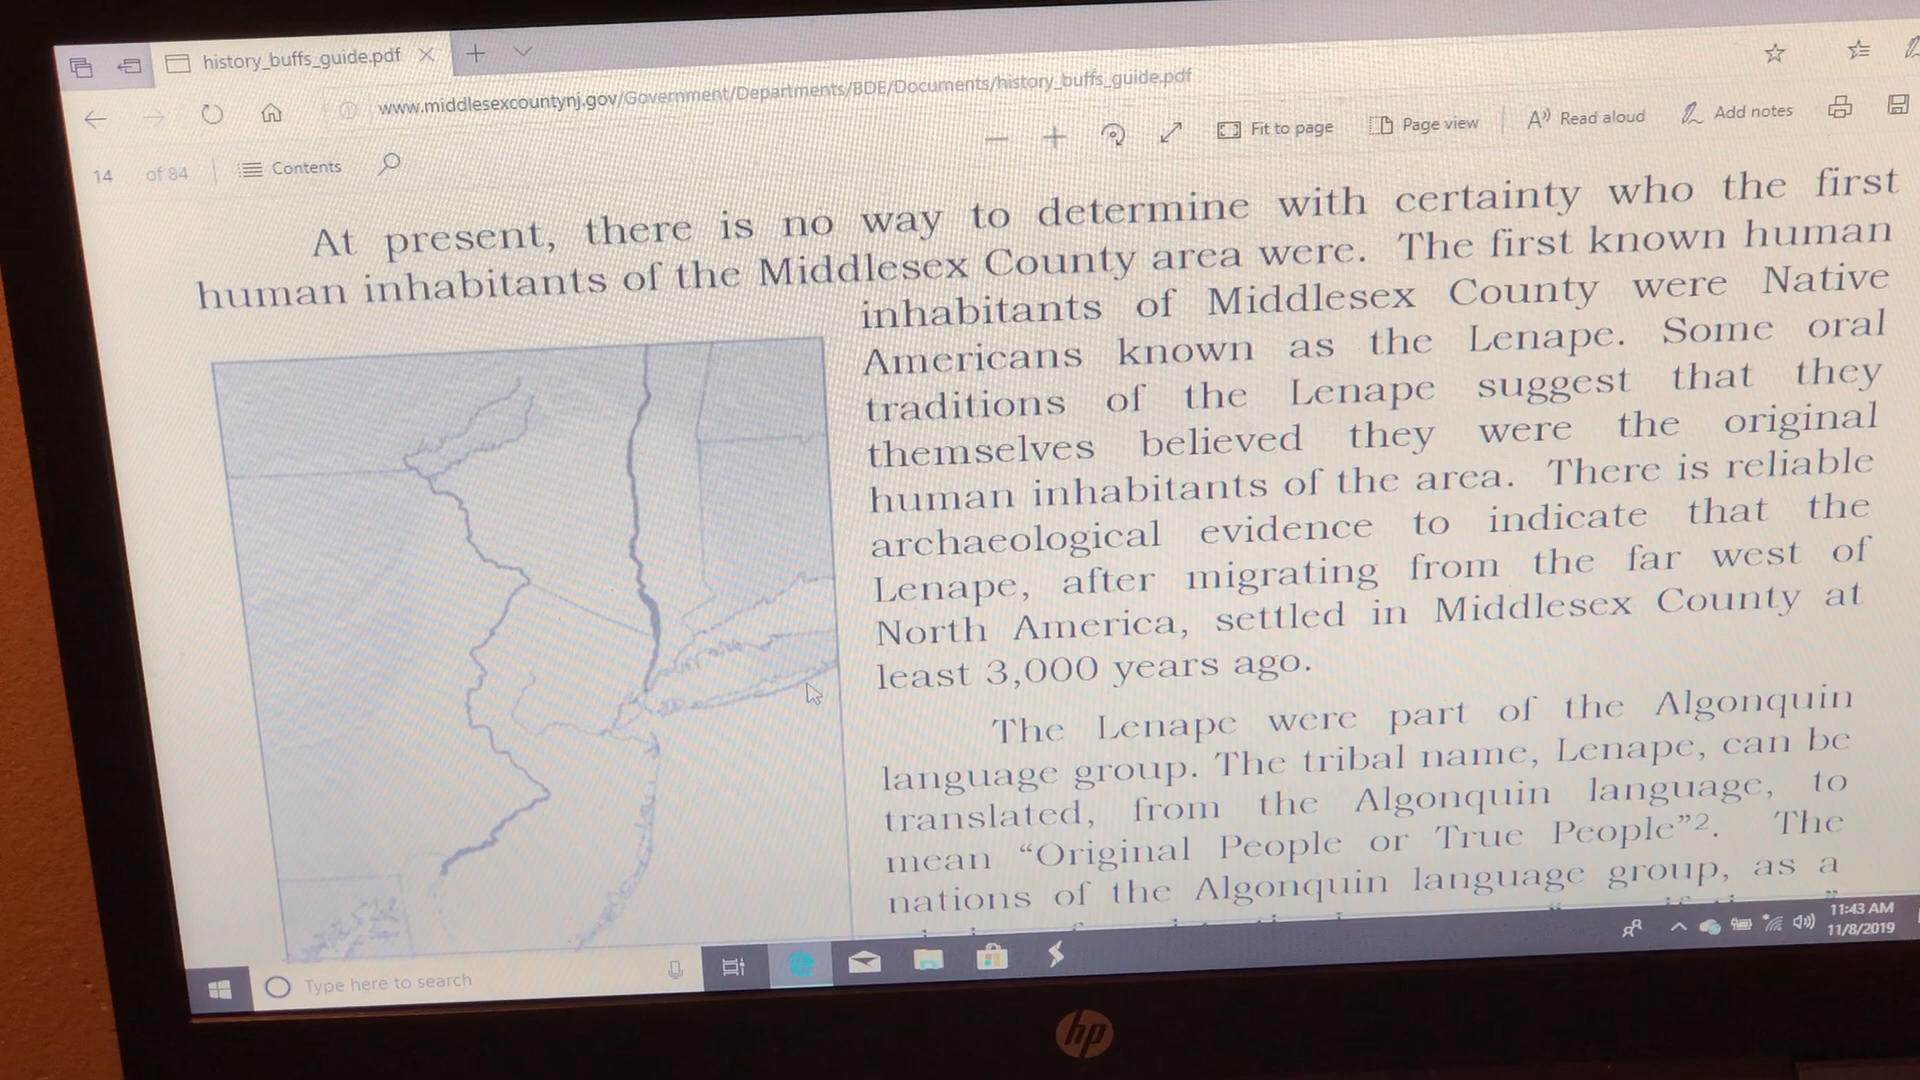 history_buffs_guide.pdf
www.middlesexcountynj.gov/Government/Departments/BDE/Documents/history_buffs_guide.pdf
14 of 84 Contents
Fit to page Page view Read aloud Add notes
At present, there is no way to determine with certainty who the first
human inhabitants of the Middlesex County area were. The first known human
inhabitants of Middlesex County were Native
Americans known as the Lenape. Some oral
traditions of the Lenape suggest that they
themselves believed they were the original
human inhabitants of the area. There is reliable
archaeological evidence to indicate that the
Lenape, after migrating from the far west of
North America, settled in Middlesex County at
least 3,000 years ago.
The Lenape were part of the Algonquin
language group. The tribal name, Lenape, can be
translated, from the Algonquin language, to
mean “Original People or True People”2. The
nations of the Algonquin language group, as a
Type here to search
11:43 AM
11/8/2019
hp